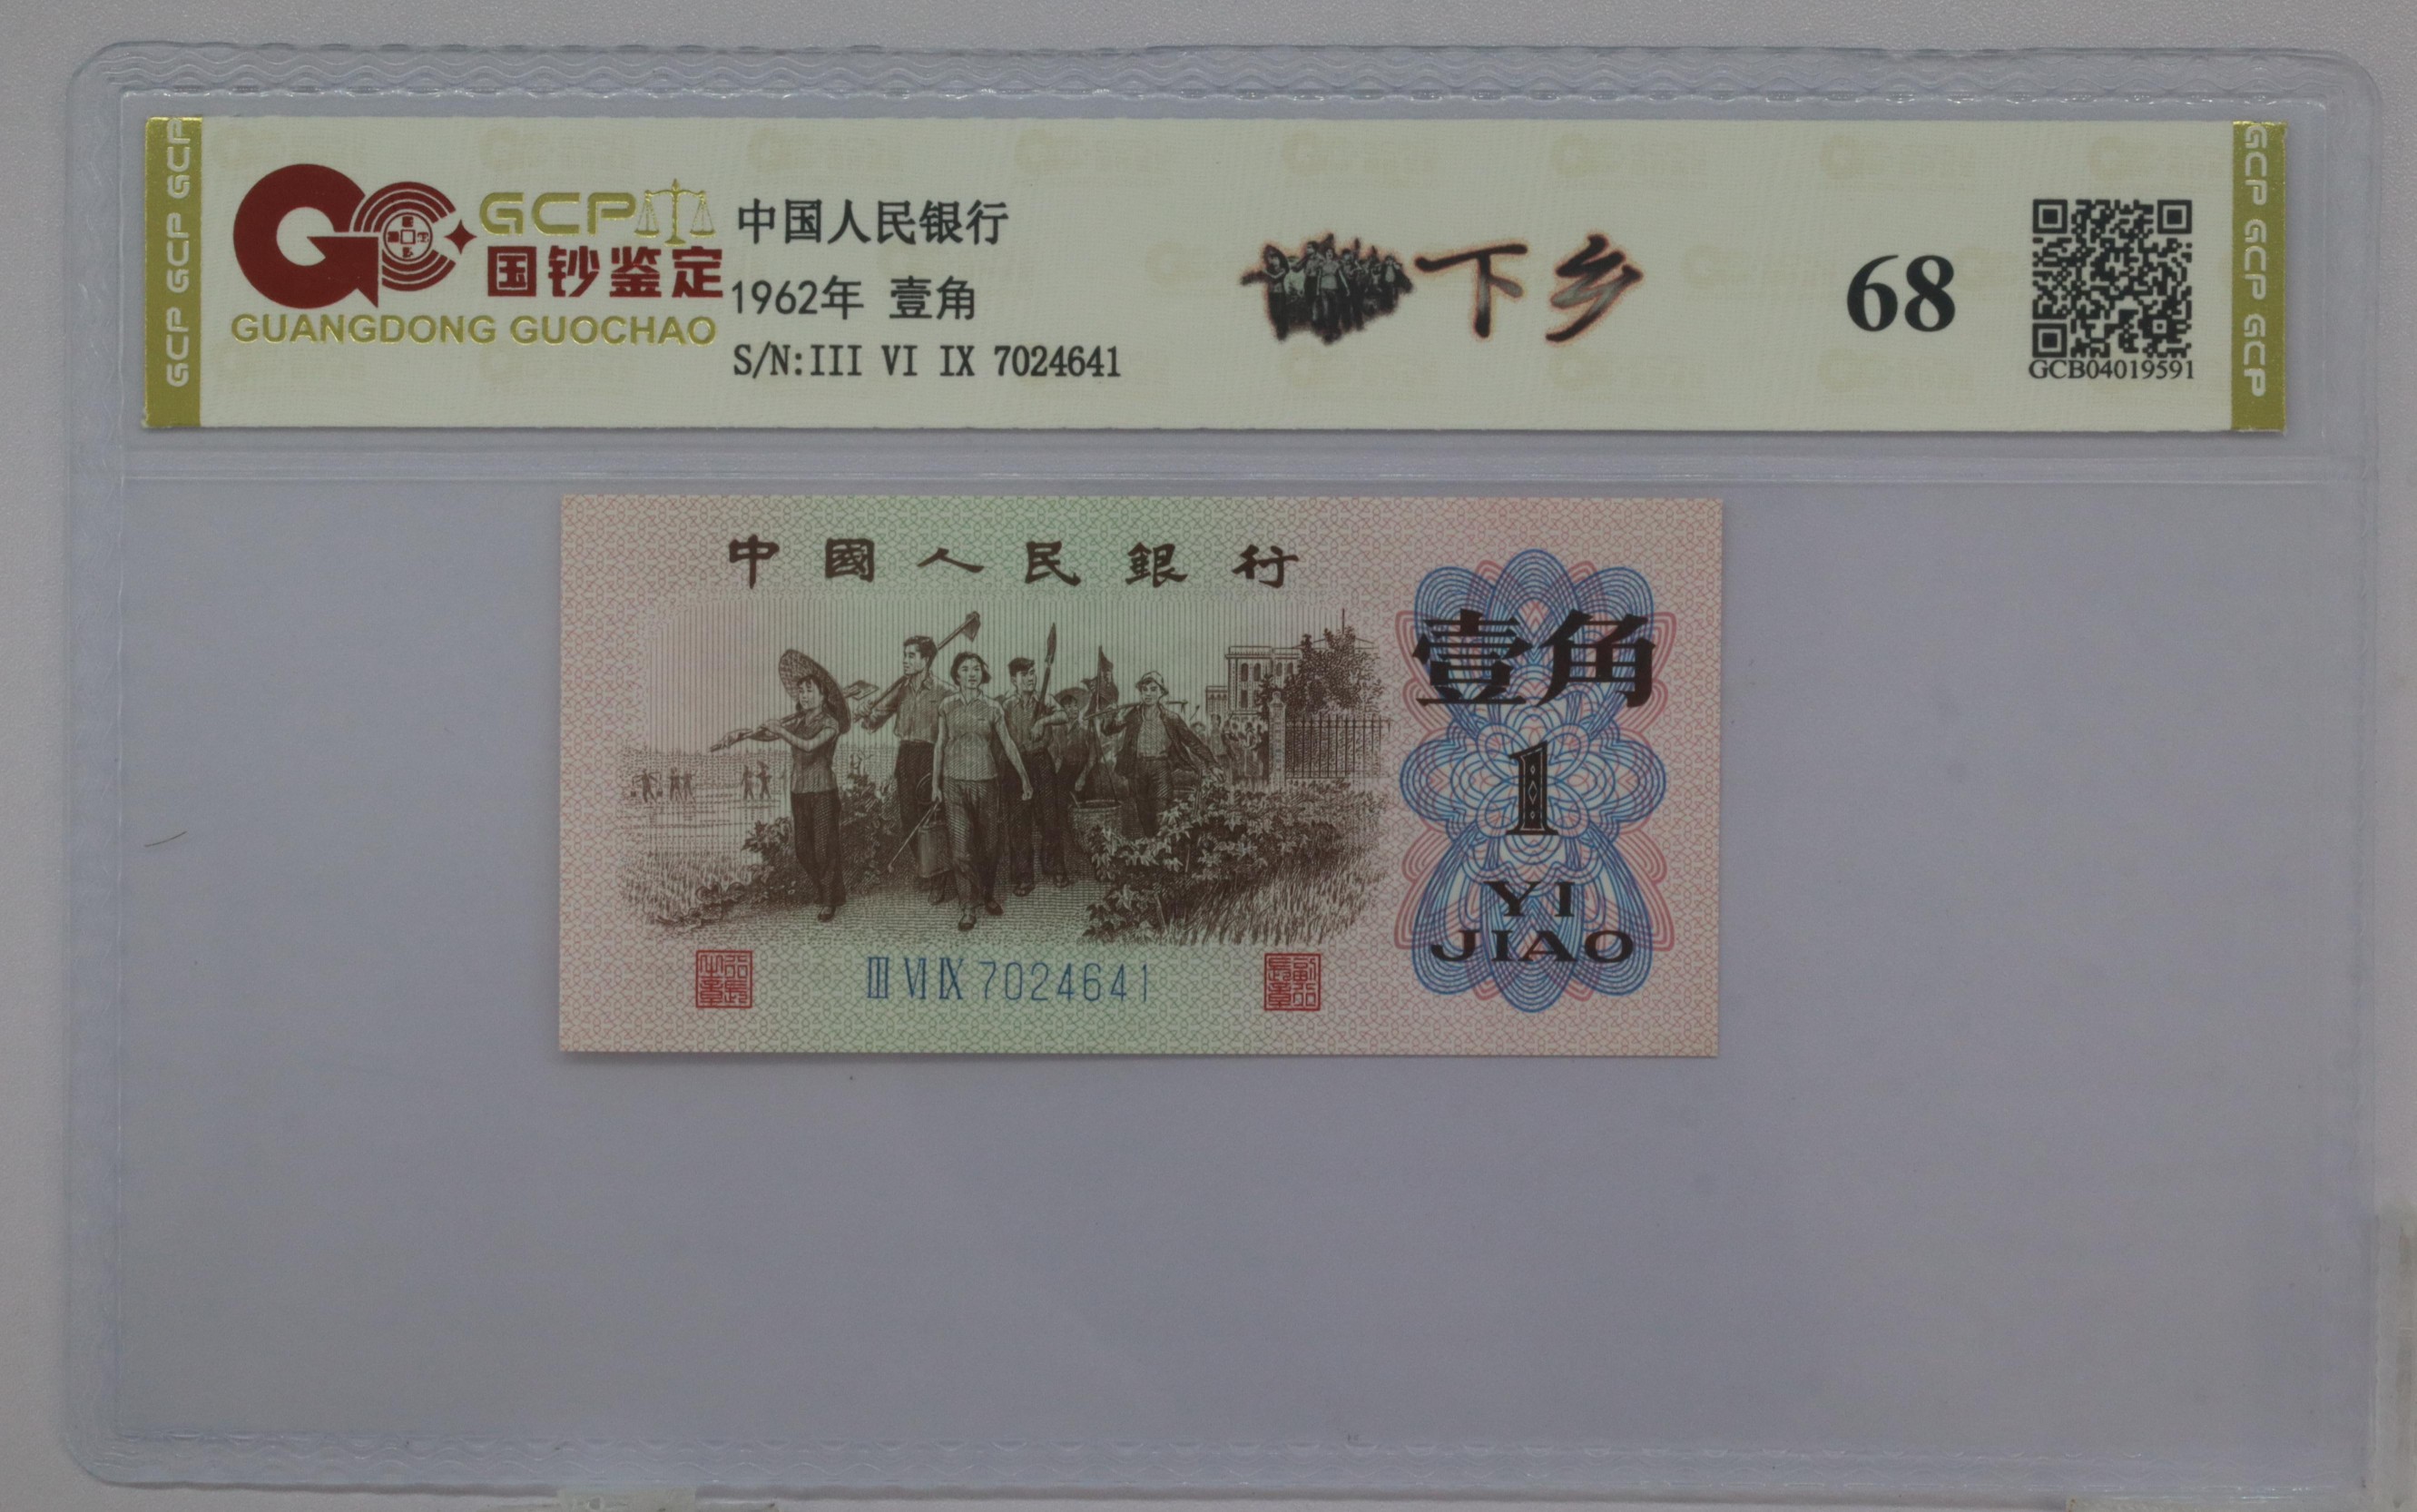 GCP GCP GCP GCP
GCP
国钞鉴定
GUANGDONG GUOCHAO
中国人民银行
1962年 壹角
S/N:III VI IX 7024641
下乡
68
GCB04019591
GCP GCP GCP GCP
中國人民銀行
壹角
1
YI
JIAO
III VI IX 7024641